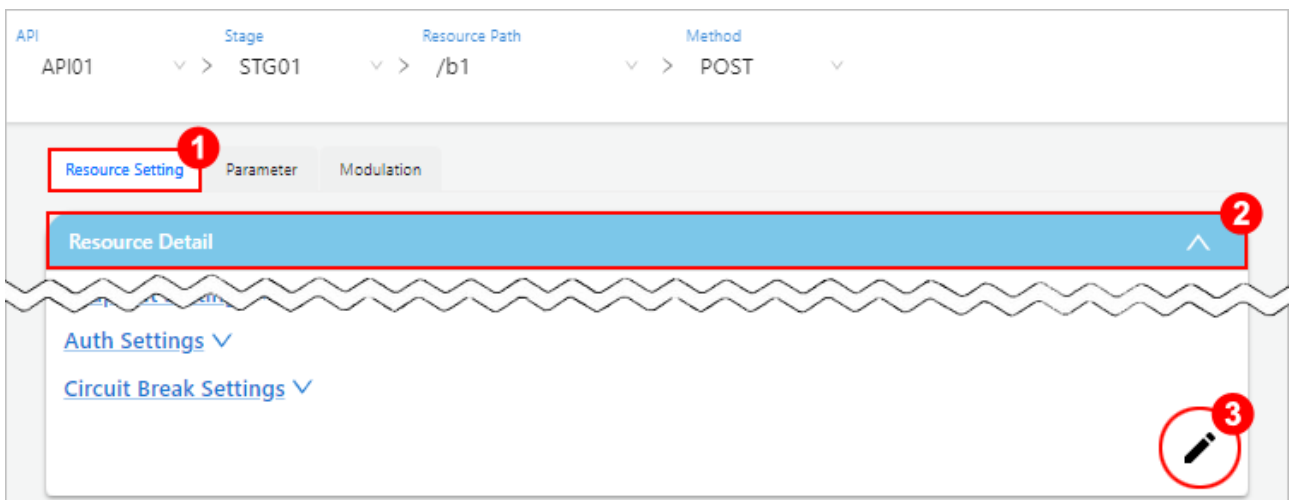 API Stage Resource Path Method
API01 > STG01 > /b1 > POST
1
Resource Setting Parameter Modulation
2
Resource Detail
Auth Settings
Circuit Break Settings
3